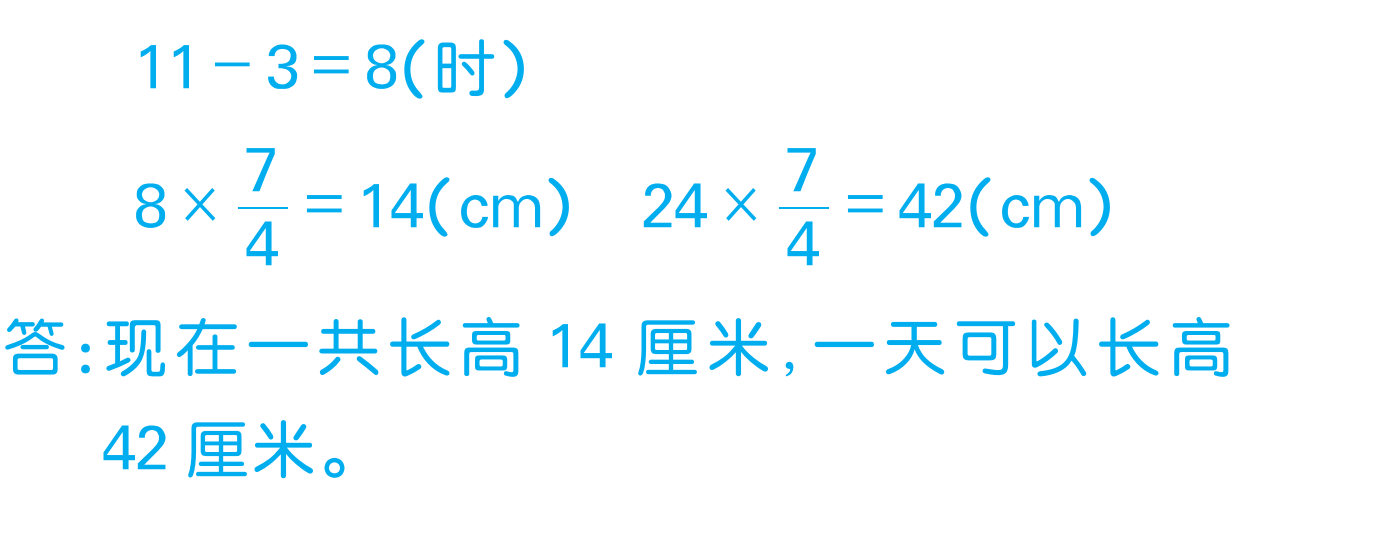 11－3＝8(时)
8×7/4＝14(cm)　24×7/4＝42(cm)
答:现在一共长高 14 厘米,一天可以长高
42 厘米。